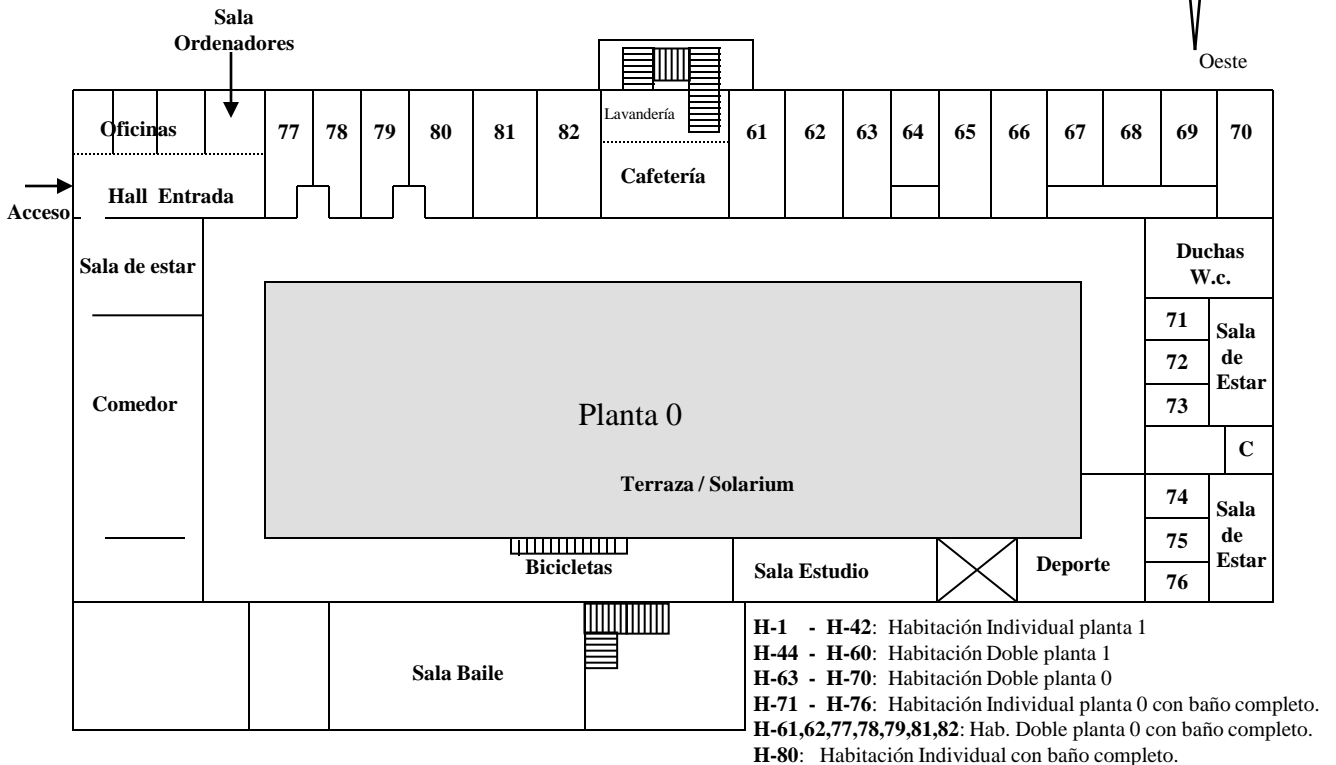 Sala
Ordenadores
Oeste
Oficinas
77 78 79 80 81 82
Lavandería
61 62 63 64 65 66 67 68 69 70
Cafetería
Hall Entrada
Acceso
Sala de estar
Duchas
W.c.
71
72
73
Sala
de
Estar
Comedor
Planta 0
C
Terraza / Solarium
74
75
76
Sala
de
Estar
Bicicletas
Sala Estudio
Deporte
Sala Baile
H-1 - H-42: Habitación Individual planta 1
H-44 - H-60: Habitación Doble planta 1
H-63 - H-70: Habitación Doble planta 0
H-71 - H-76: Habitación Individual planta 0 con baño completo.
H-61,62,77,78,79,81,82: Hab. Doble planta 0 con baño completo.
H-80: Habitación Individual con baño completo.